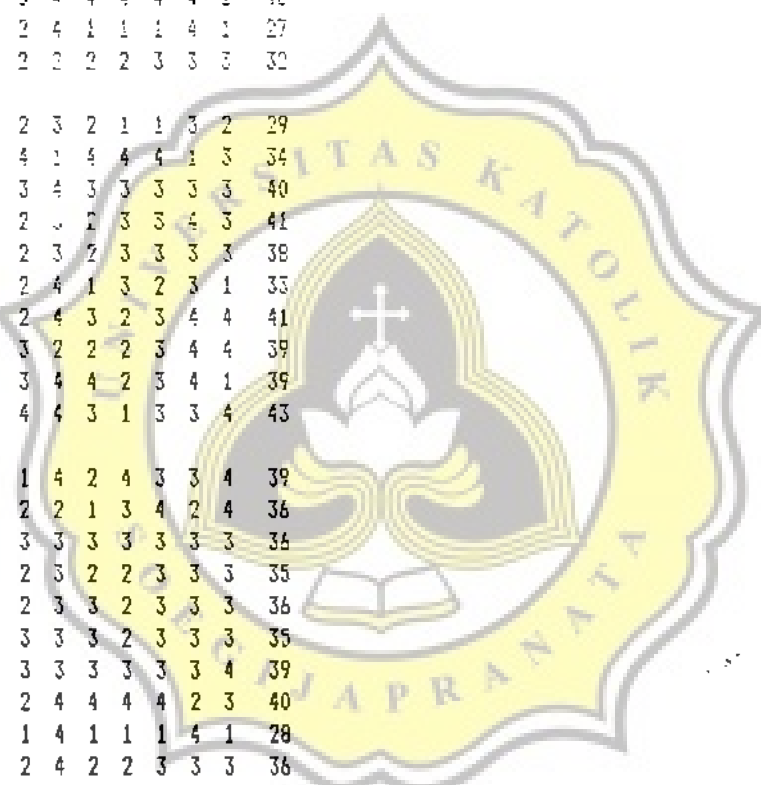 2 4 1 1 1 4 1 27
2 2 2 2 3 3 3 32
2 3 2 1 1 3 2 29
4 1 4 4 4 1 3 34
3 4 3 3 3 3 3 40
2 2 3 3 4 3 41
2 3 2 3 3 3 3 38
2 4 1 3 2 3 1 33
2 4 3 2 3 4 4 41
3 2 2 2 3 4 4 39
3 4 4 2 3 4 1 39
4 4 3 1 3 3 4 43
1 4 2 4 3 3 4 39
2 2 1 3 4 2 4 36
3 3 3 3 3 3 3 36
2 3 2 2 3 3 3 35
2 3 3 2 3 3 3 36
3 3 3 2 3 3 3 35
3 3 3 3 3 3 4 39
2 4 4 4 4 2 3 40
1 4 1 1 1 4 1 28
2 4 2 2 3 3 3 36
UNIVERSITAS KATOLIK
SOEGIJAPRANATA